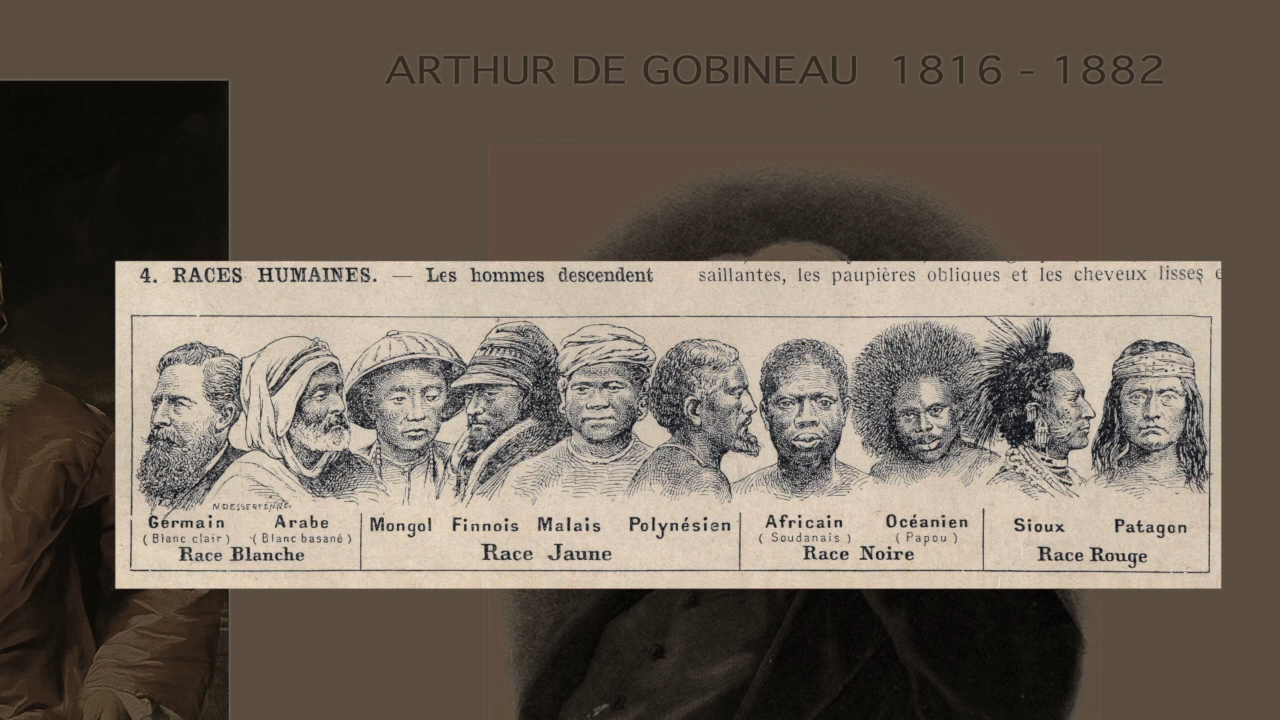 ARTHUR DE GOBINEAU 1816 - 1882
4. RACES HUMAINES. — Les hommes descendent
saillantes, les paupières obliques et les cheveux lisses
N.DESSERTENNE.
Germain Arabe Mongol Finnois Malais Polynésien Africain Océanien Sioux Patagon
(Blanc clair) (Blanc basané) (Soudanais) (Papou)
Race Blanche Race Jaune Race Noire Race Rouge